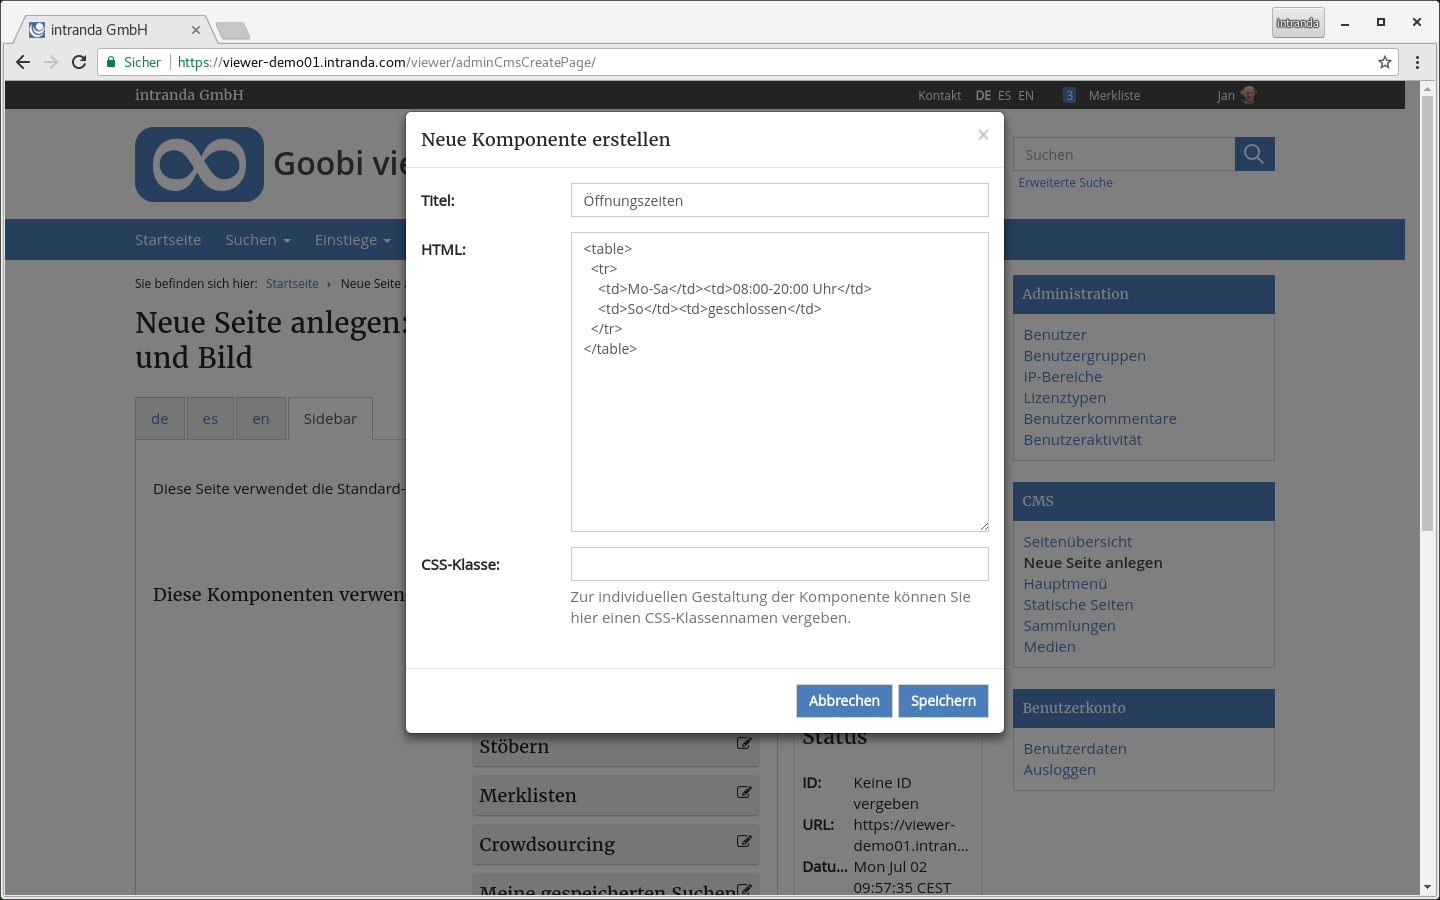 intranda GmbH
intranda
Sicher
https://viewer-demo01.intranda.com/viewer/adminCmsCreatePage/
intranda GmbH
Kontakt DE ES EN 3 Merkliste Jan
Goobi vie
Suchen
Erweiterte Suche
Startseite Suchen Einstiege
Sie befinden sich hier: Startseite › Neue Seite a
Neue Seite anlegen:
und Bild
de es en Sidebar
Diese Seite verwendet die Standard-
Diese Komponenten verwen
Neue Komponente erstellen ×
Titel: Öffnungszeiten
HTML: <table>
<tr>
<td>Mo-Sa</td><td>08:00-20:00 Uhr</td>
<td>So</td><td>geschlossen</td>
</tr>
</table>
CSS-Klasse:
Zur individuellen Gestaltung der Komponente können Sie
hier einen CSS-Klassennamen vergeben.
Abbrechen Speichern
Stöbern
Merklisten
Crowdsourcing
Meine gespeicherten Suchen
Status
ID: Keine ID
vergeben
URL: https://viewer-
demo01.intran...
Datu... Mon Jul 02
09:57:35 CEST
Administration
Benutzer
Benutzergruppen
IP-Bereiche
Lizenztypen
Benutzerkommentare
Benutzeraktivität
CMS
Seitenübersicht
Neue Seite anlegen
Hauptmenü
Statische Seiten
Sammlungen
Medien
Benutzerkonto
Benutzerdaten
Ausloggen